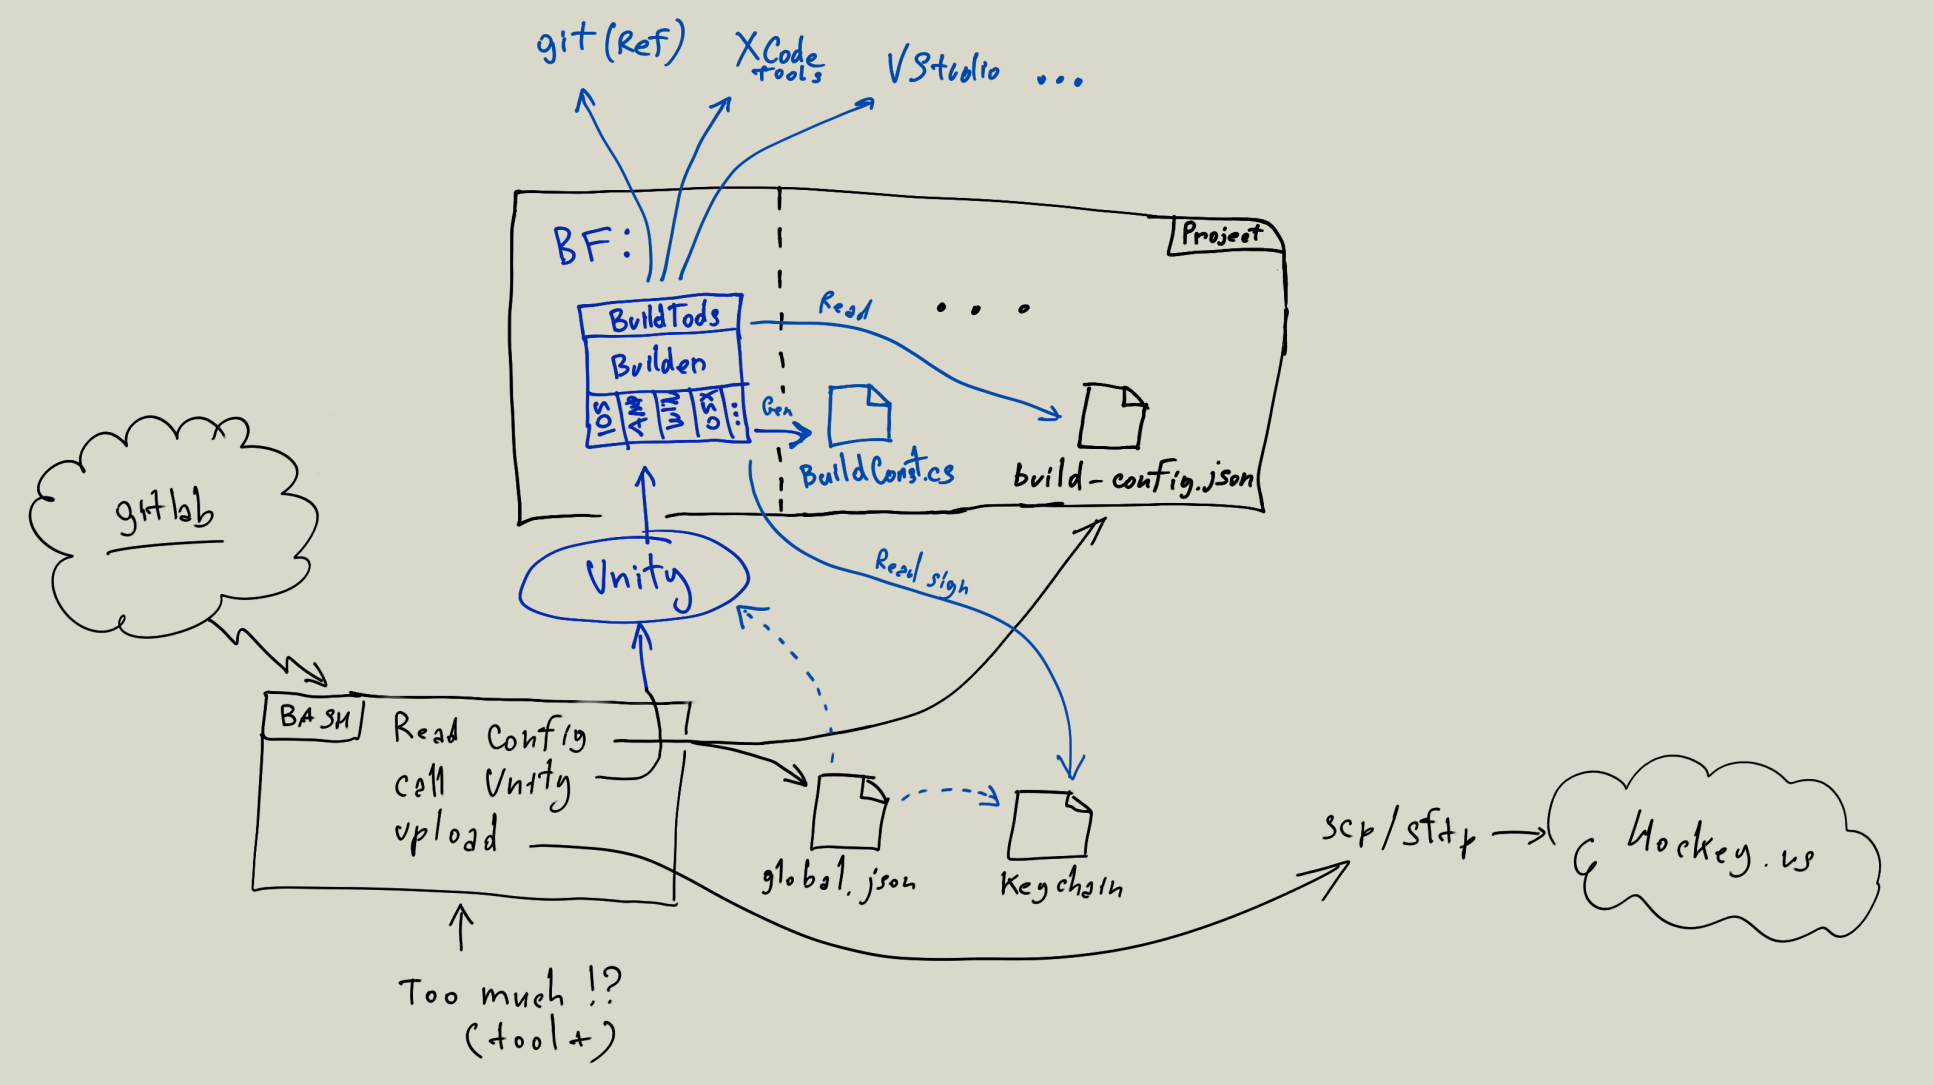 git (Ref)
XCode
Tools
VStudio ...
BF:
Project
BuildTools
Read
...
Builder
IOS
WIN
OSX
...
Gen
BuildConst.cs
build-config.json
gitlab
Unity
Read sign
BASH
Read Config
call Unity
upload
global.json
Keychain
scp/sftp
Hockey.us
Too much !?
(tool+)